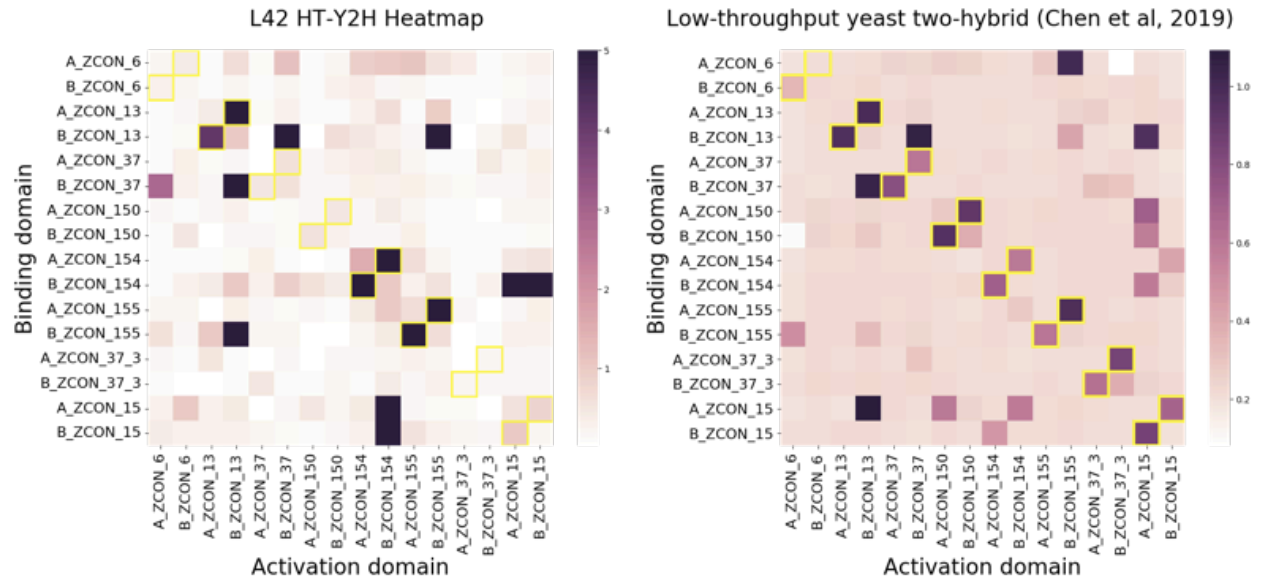 L42 HT-Y2H Heatmap
Binding domain
A_ZCON_6
B_ZCON_6
A_ZCON_13
B_ZCON_13
A_ZCON_37
B_ZCON_37
A_ZCON_150
B_ZCON_150
A_ZCON_154
B_ZCON_154
A_ZCON_155
B_ZCON_155
A_ZCON_37_3
B_ZCON_37_3
A_ZCON_15
B_ZCON_15
A_ZCON_6
B_ZCON_6
A_ZCON_13
B_ZCON_13
A_ZCON_37
B_ZCON_37
A_ZCON_150
B_ZCON_150
A_ZCON_154
B_ZCON_154
A_ZCON_155
B_ZCON_155
A_ZCON_37_3
B_ZCON_37_3
A_ZCON_15
B_ZCON_15
Activation domain
5
4
3
2
1
Low-throughput yeast two-hybrid (Chen et al, 2019)
Binding domain
A_ZCON_6
B_ZCON_6
A_ZCON_13
B_ZCON_13
A_ZCON_37
B_ZCON_37
A_ZCON_150
B_ZCON_150
A_ZCON_154
B_ZCON_154
A_ZCON_155
B_ZCON_155
A_ZCON_37_3
B_ZCON_37_3
A_ZCON_15
B_ZCON_15
A_ZCON_6
B_ZCON_6
A_ZCON_13
B_ZCON_13
A_ZCON_37
B_ZCON_37
A_ZCON_150
B_ZCON_150
A_ZCON_154
B_ZCON_154
A_ZCON_155
B_ZCON_155
A_ZCON_37_3
B_ZCON_37_3
A_ZCON_15
B_ZCON_15
Activation domain
1.0
0.8
0.6
0.4
0.2